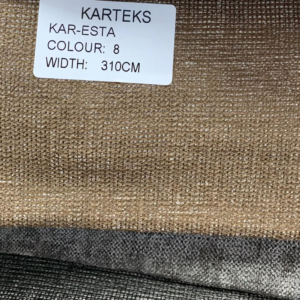 KARTEKS
KAR-ESTA
COLOUR: 8
WIDTH: 310CM